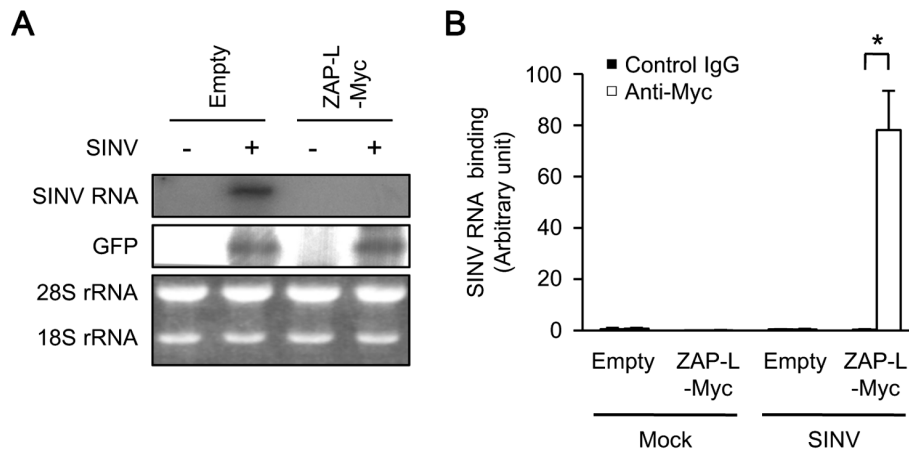 A
Empty
ZAP-L
-Myc
SINV
- + - +
SINV RNA
GFP
28S rRNA
18S rRNA
B
SINV RNA binding
(Arbitrary unit)
100
80
60
40
20
0
Control IgG
Anti-Myc
*
Empty ZAP-L Empty ZAP-L
-Myc -Myc
Mock SINV